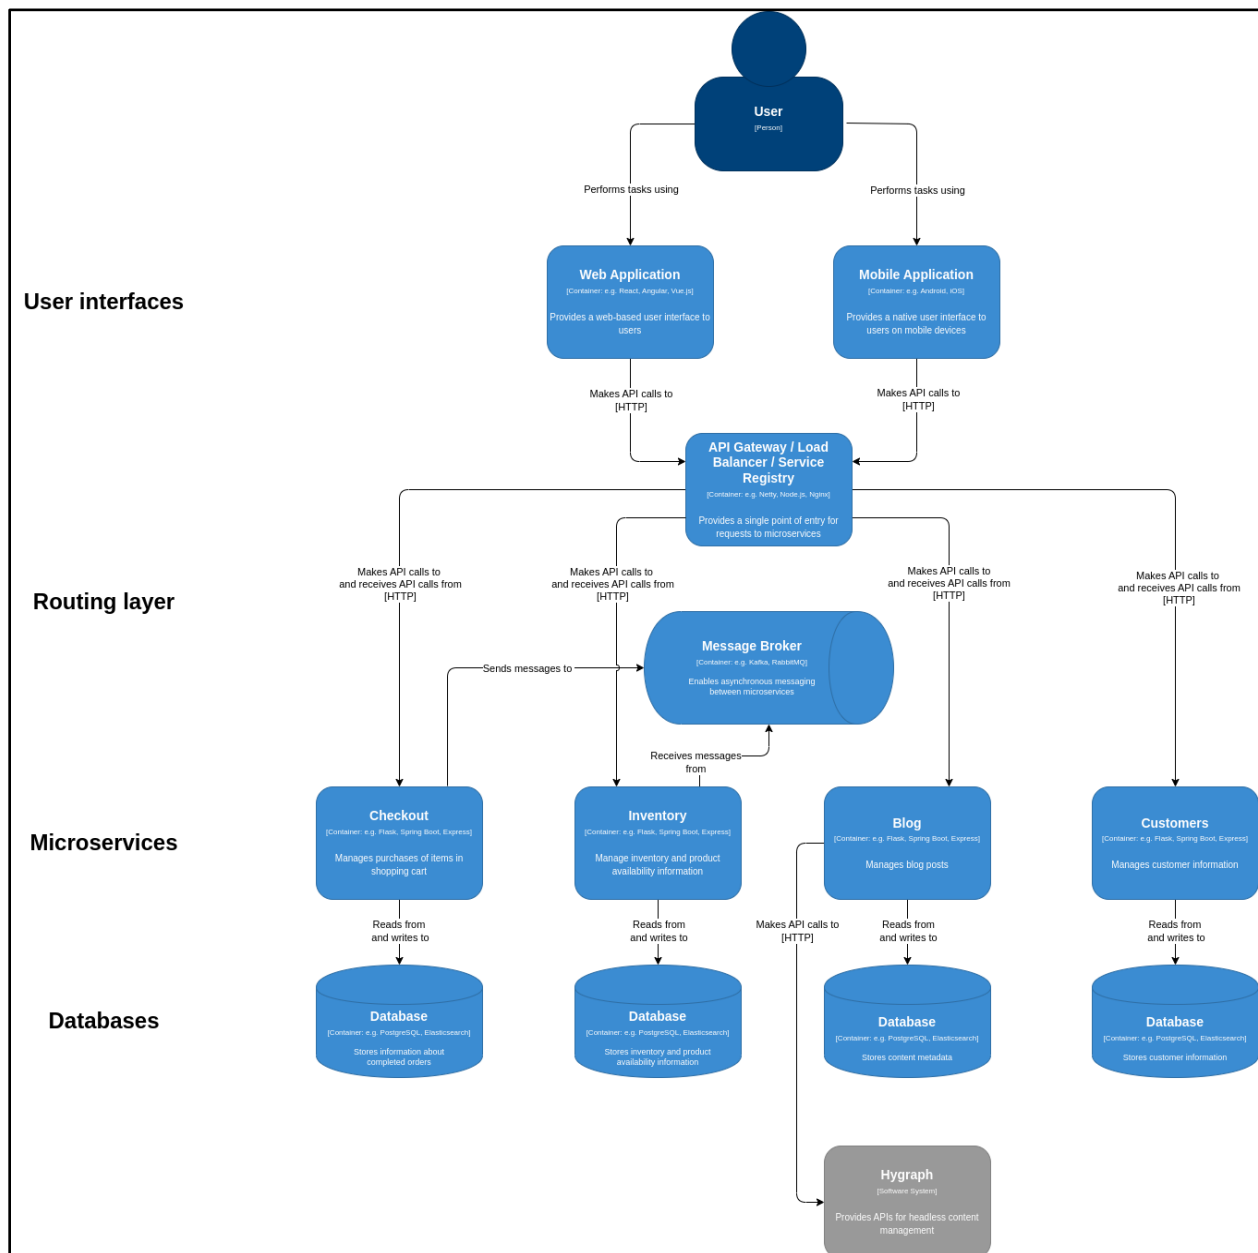 User
[Person]
Performs tasks using
Performs tasks using
User interfaces
Web Application
[Container: e.g. React, Angular, Vue.js]
Provides a web-based user interface to
users
Mobile Application
[Container: e.g. Android, iOS]
Provides a native user interface to
users on mobile devices
Makes API calls to
[HTTP]
Makes API calls to
[HTTP]
API Gateway / Load
Balancer / Service
Registry
[Container: e.g. Netty, Node.js, Nginx]
Provides a single point of entry for
requests to microservices
Routing layer
Makes API calls to
and receives API calls from
[HTTP]
Makes API calls to
and receives API calls from
[HTTP]
Makes API calls to
and receives API calls from
[HTTP]
Makes API calls to
and receives API calls from
[HTTP]
Sends messages to
Message Broker
[Container: e.g. Kafka, RabbitMQ]
Enables asynchronous messaging
between microservices
Receives messages
from
Microservices
Checkout
[Container: e.g. Flask, Spring Boot, Express]
Manages purchases of items in
shopping cart
Inventory
[Container: e.g. Flask, Spring Boot, Express]
Manage inventory and product
availability information
Blog
[Container: e.g. Flask, Spring Boot, Express]
Manages blog posts
Customers
[Container: e.g. Flask, Spring Boot, Express]
Manages customer information
Reads from
and writes to
Reads from
and writes to
Makes API calls to
[HTTP]
Reads from
and writes to
Reads from
and writes to
Databases
Database
[Container: e.g. PostgreSQL, Elasticsearch]
Stores information about
completed orders
Database
[Container: e.g. PostgreSQL, Elasticsearch]
Stores inventory and product
availability information
Database
[Container: e.g. PostgreSQL, Elasticsearch]
Stores content metadata
Database
[Container: e.g. PostgreSQL, Elasticsearch]
Stores customer information
Hygraph
[Software System]
Provides APIs for headless content
management